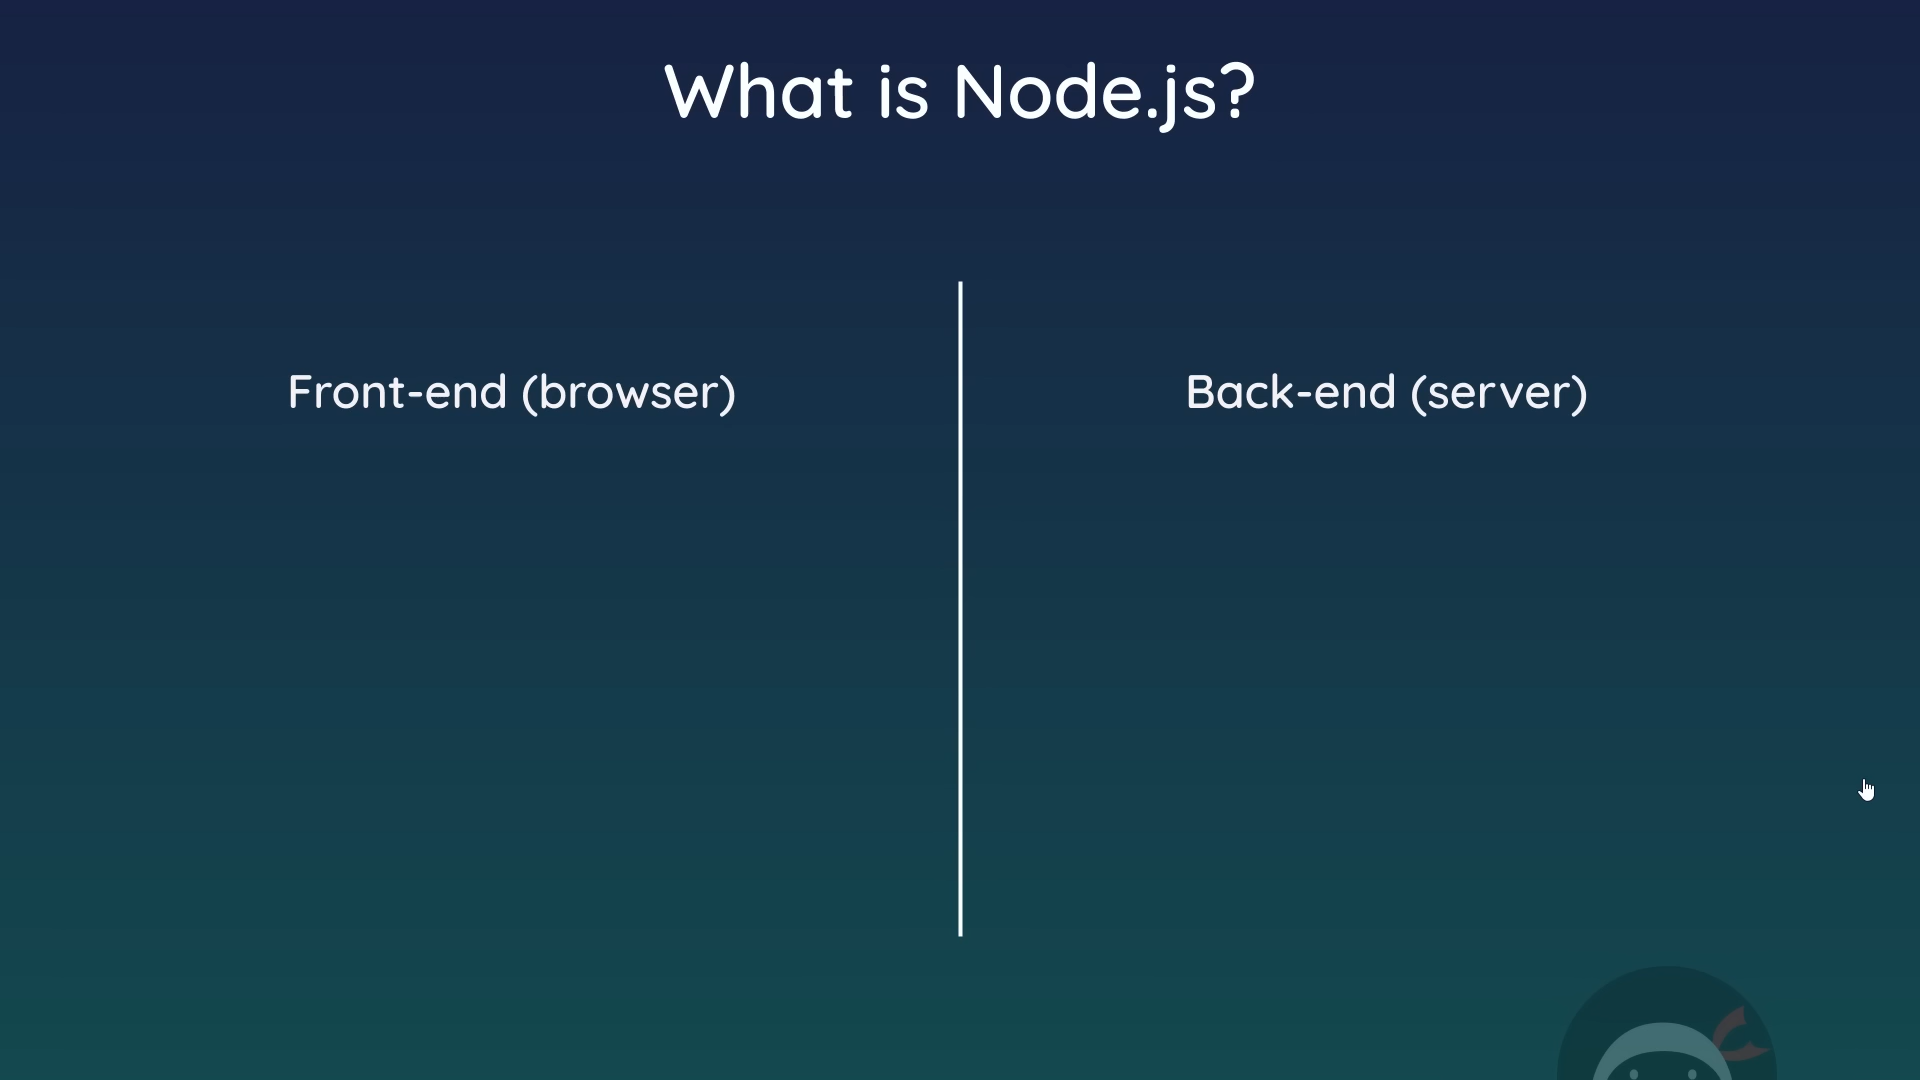 What is Node.js?
Front-end (browser)
Back-end (server)